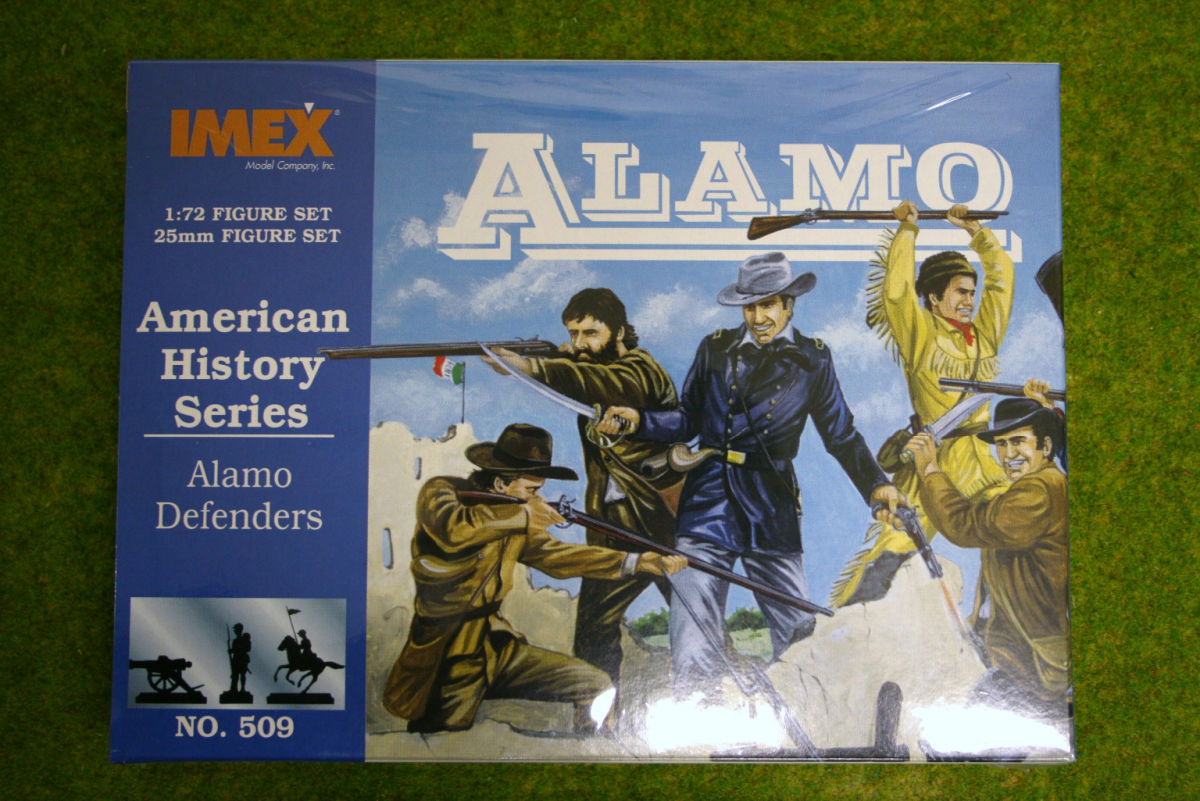 IMEX®
Model Company, Inc.
1:72 FIGURE SET
25mm FIGURE SET
American
History
Series
Alamo
Defenders
NO. 509
ALAMO